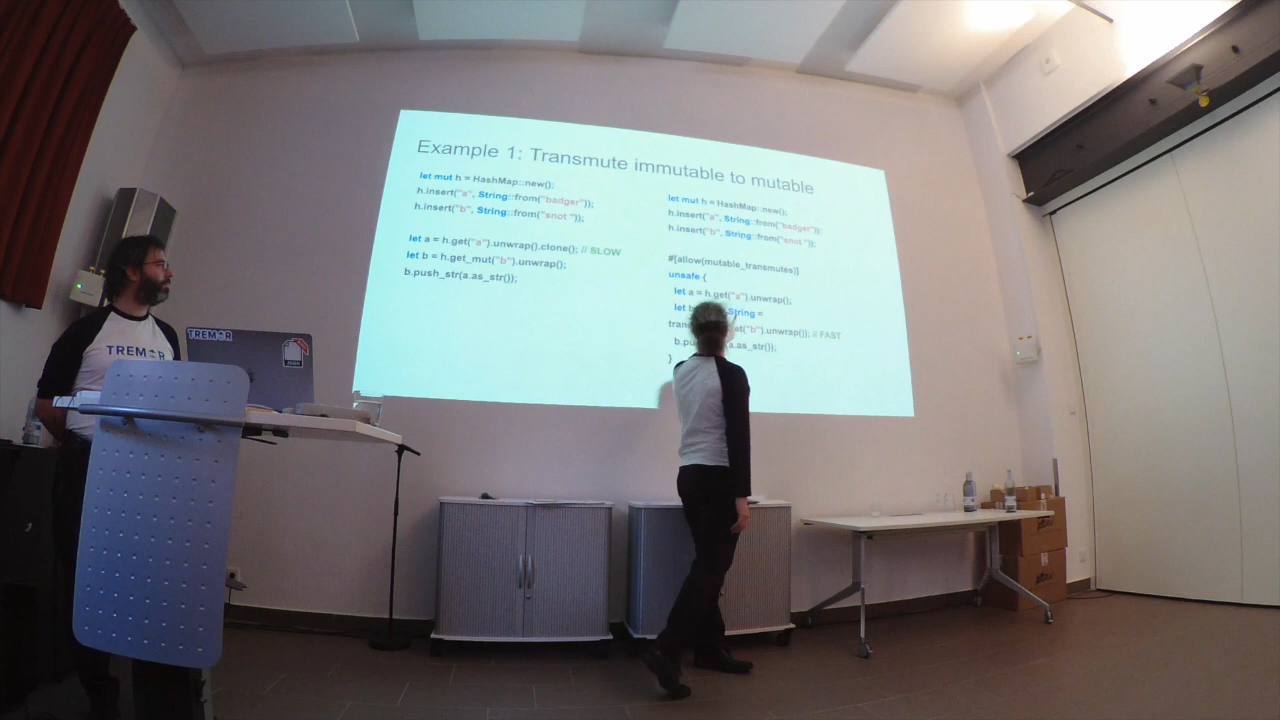 Example 1: Transmute immutable to mutable
let mut h = HashMap::new();
h.insert("a", String::from("badger"));
h.insert("b", String::from("snot "));
let a = h.get("a").unwrap().clone(); // SLOW
let b = h.get_mut("b").unwrap();
b.push_str(a.as_str());
let mut h = HashMap::new();
h.insert("a", String::from("badger"));
h.insert("b", String::from("snot "));
#[allow(mutable_transmutes)]
unsafe {
let a = h.get("a").unwrap();
let String =
"b").unwrap()); // FAST
a.as_str());
}
TREMOR
TREMOR
JSON